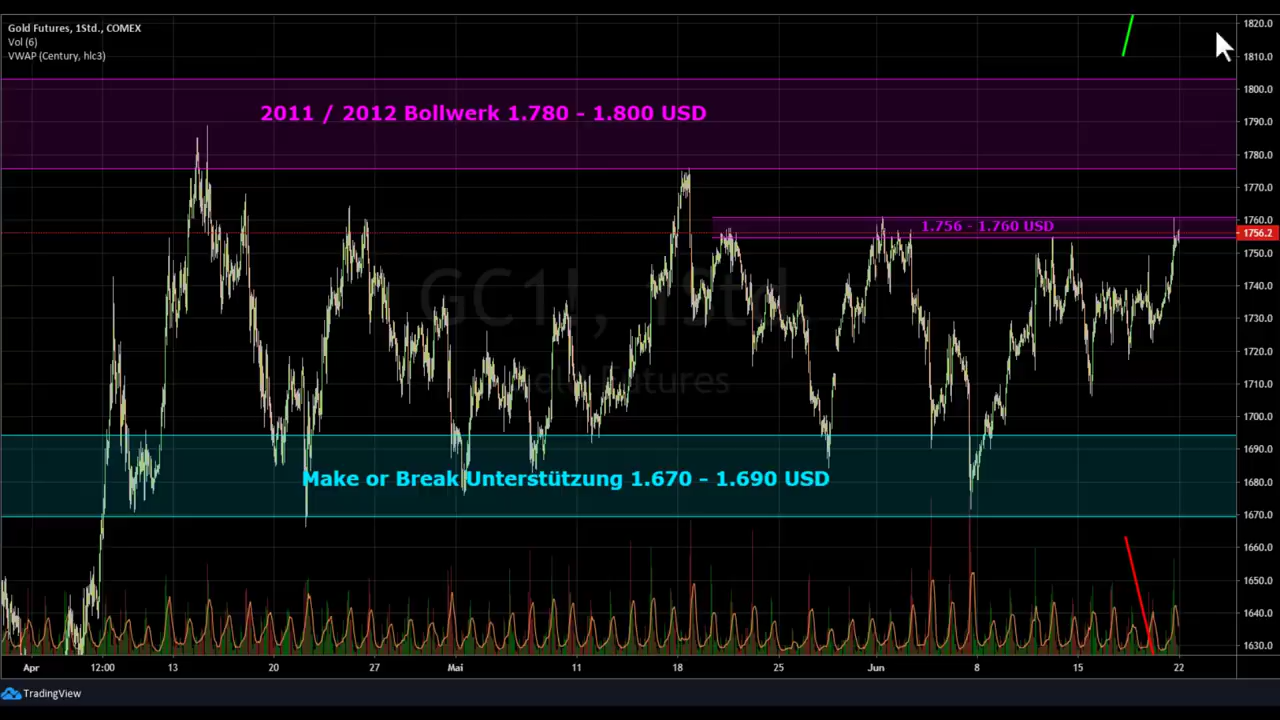 Gold Futures, 1Std., COMEX
Vol (6)
VWAP (Century, hlc3)
2011 / 2012 Bollwerk 1.780 - 1.800 USD
1.756 - 1.760 USD
GC1!, 1Std.
Gold Futures
Make or Break Unterstützung 1.670 - 1.690 USD
1820.0
1810.0
1800.0
1790.0
1780.0
1770.0
1760.0
1756.2
1750.0
1740.0
1730.0
1720.0
1710.0
1700.0
1690.0
1680.0
1670.0
1660.0
1650.0
1640.0
1630.0
Apr 12:00 13 20 27 Mai 11 18 25 Jun 8 15 22
TradingView